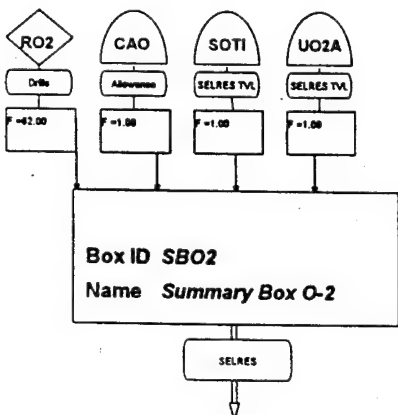 RO2 CAO SOTI UO2A
Drills Allowance SELRES TVL SELRES TVL
F =62.00 F =1.00 F =1.00 F =1.00
Box ID SBO2
Name Summary Box O-2
SELRES